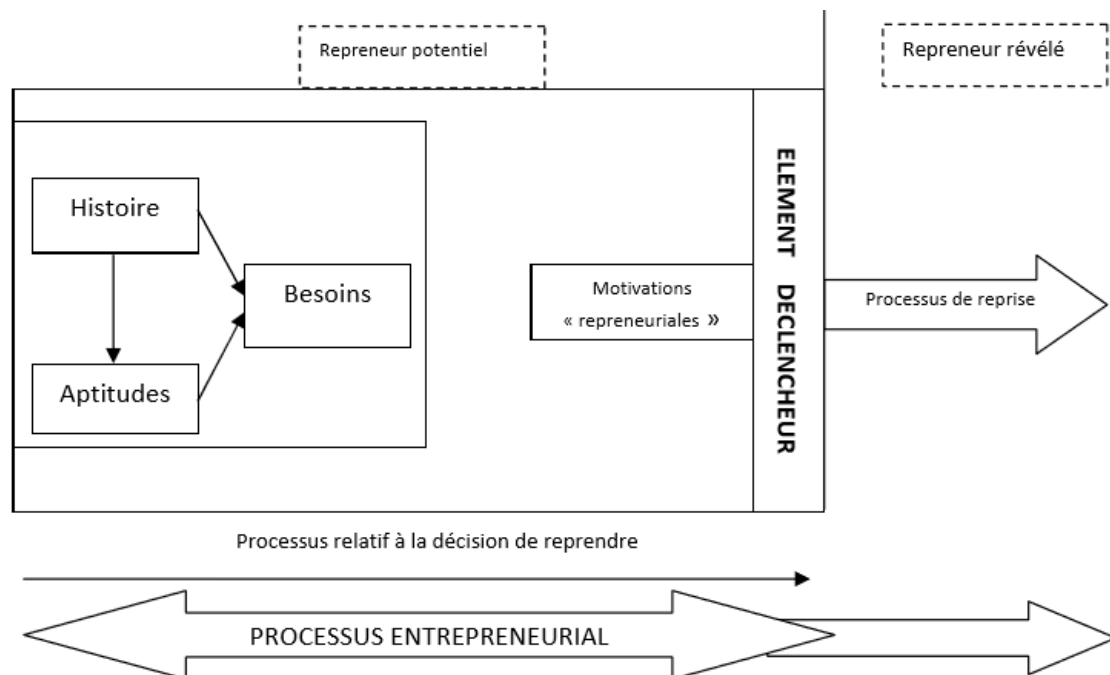 Repreneur potentiel
Repreneur révélé
Histoire
Besoins
Aptitudes
Motivations
« repreneuriales »
ELEMENT DECLENCHEUR
Processus de reprise
Processus relatif à la décision de reprendre
PROCESSUS ENTREPRENEURIAL